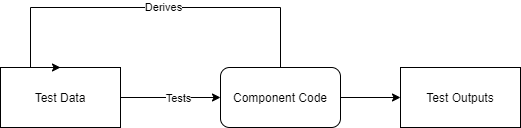 Derives
Test Data
Tests
Component Code
Test Outputs